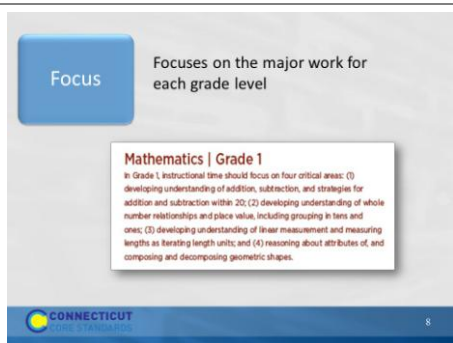 Focus
Focuses on the major work for
each grade level
Mathematics | Grade 1
In Grade 1, instructional time should focus on four critical areas: (1)
developing understanding of addition, subtraction, and strategies for
addition and subtraction within 20; (2) developing understanding of whole
number relationships and place value, including grouping in tens and
ones; (3) developing understanding of linear measurement and measuring
lengths as iterating length units; and (4) reasoning about attributes of, and
composing and decomposing geometric shapes.
CONNECTICUT
CORE STANDARDS
8